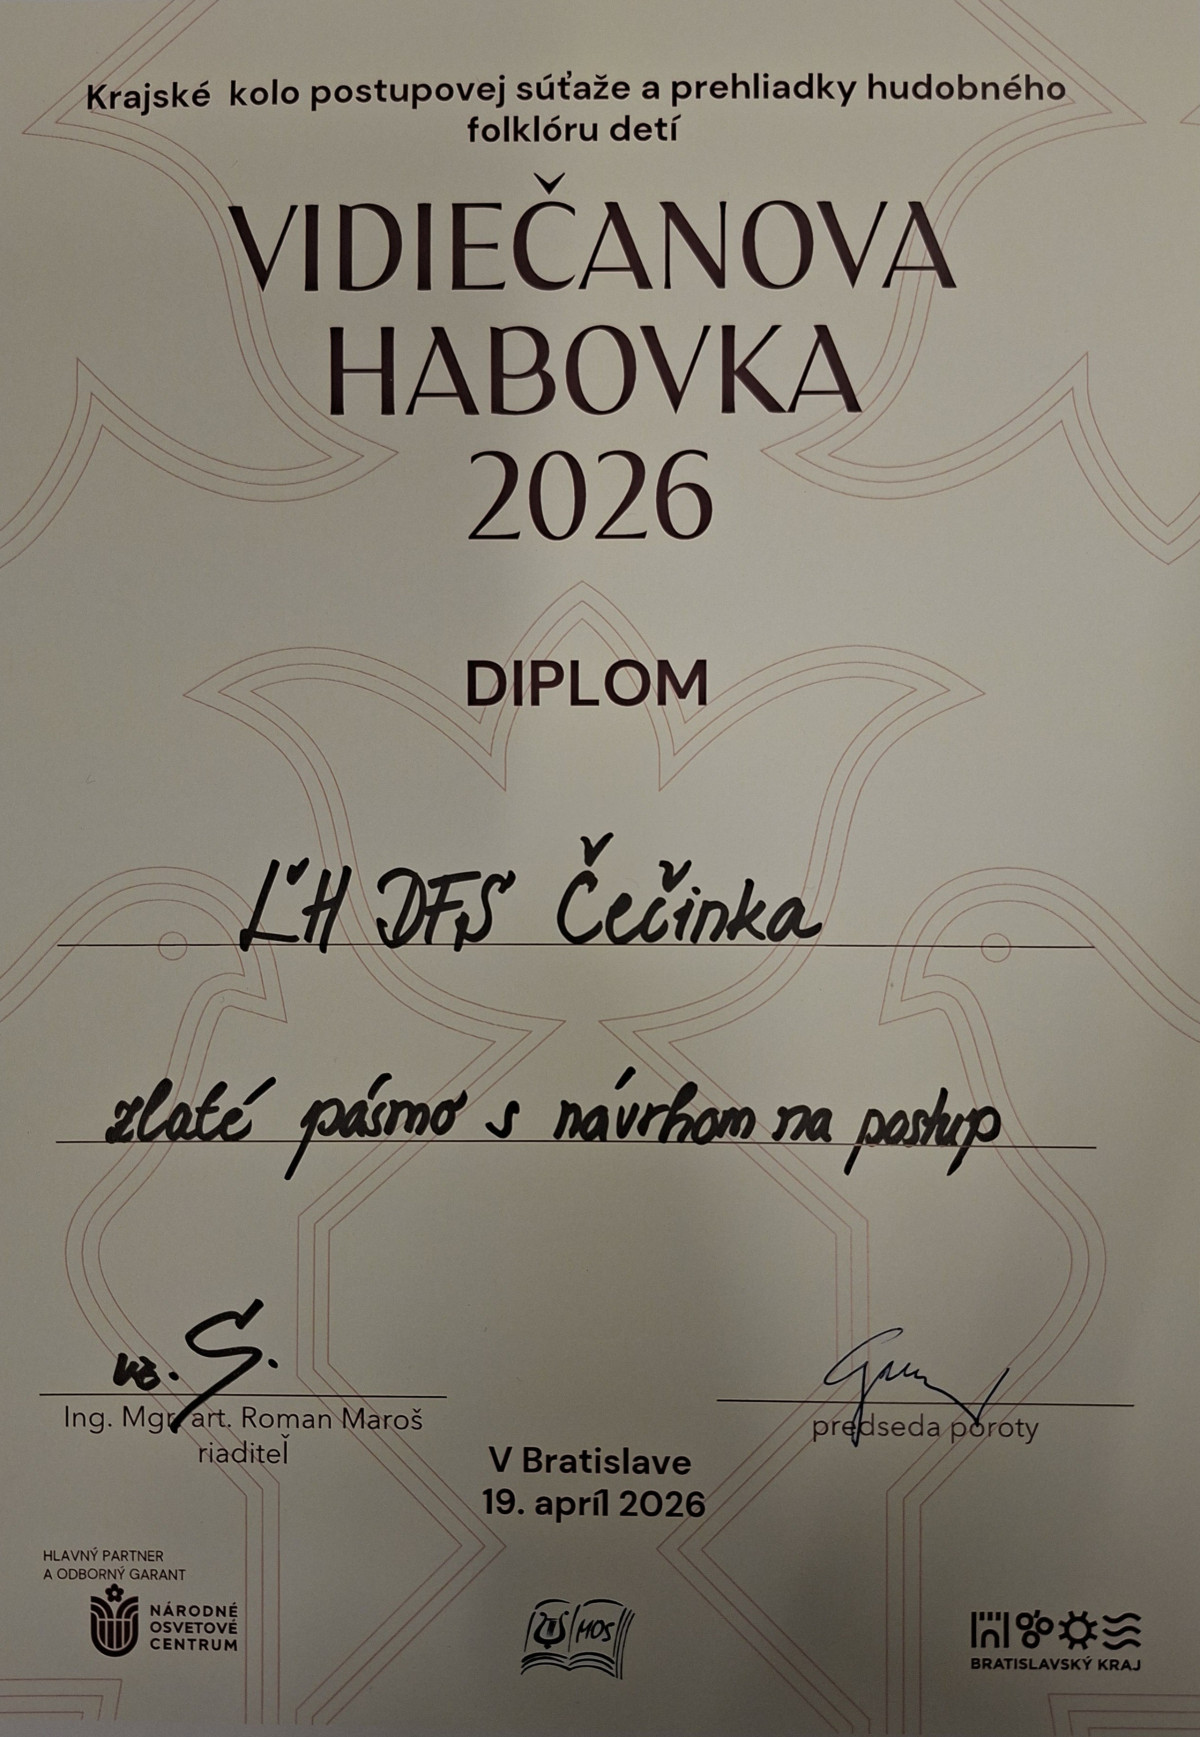 Krajské kolo postupovej súťaže a prehliadky hudobného
folklóru detí
VIDIEČANOVA
HABOVKA
2026
DIPLOM
ĽH DFS Čečinka
zlaté pásmo s návrhom na postup
vz. S.
Ing. Mgr. art. Roman Maroš
riaditeľ
predseda poroty
V Bratislave
19. apríl 2026
HLAVNÝ PARTNER
A ODBORNÝ GARANT
NÁRODNÉ
OSVETOVÉ
CENTRUM
MOS
BRATISLAVSKÝ KRAJ